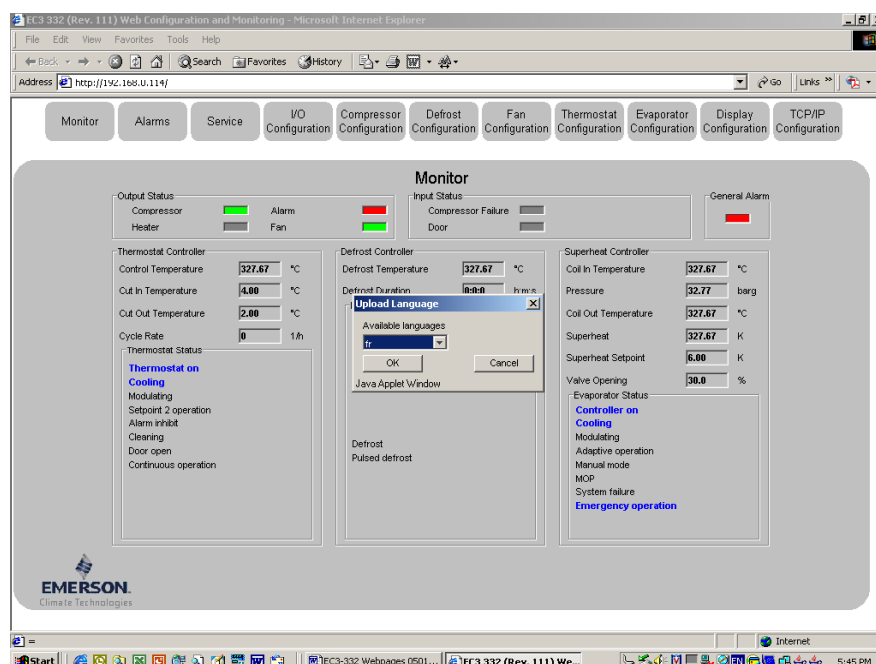 EC3 332 (Rev. 111) Web Configuration and Monitoring - Microsoft Internet Explorer
File Edit View Favorites Tools Help
Back Search Favorites History
Address http://192.168.0.114/ Go Links »
Monitor Alarms Service I/O Configuration Compressor Configuration Defrost Configuration Fan Configuration Thermostat Configuration Evaporator Configuration Display Configuration TCP/IP Configuration
Monitor
Output Status Input Status General Alarm
Compressor Alarm Compressor Failure
Heater Fan Door
Thermostat Controller Defrost Controller Superheat Controller
Control Temperature 327.67 °C Defrost Temperature 327.67 °C Coil In Temperature 327.67 °C
Cut In Temperature 4.00 °C Defrost Duration 0:0:0 h:m:s Pressure 32.77 barg
Cut Out Temperature 2.00 °C Coil Out Temperature 327.67 °C
Cycle Rate 0 1/h Superheat 327.67 K
Superheat Setpoint 6.00 K
Valve Opening 30.0 %
Upload Language
Available languages
fr
OK Cancel
Java Applet Window
Thermostat Status
Thermostat on
Cooling
Modulating
Setpoint 2 operation
Alarm inhibit
Cleaning
Door open
Continuous operation
Defrost
Pulsed defrost
Evaporator Status
Controller on
Cooling
Modulating
Adaptive operation
Manual mode
MOP
System failure
Emergency operation
EMERSON.
Climate Technologies
= Internet
Start EC3-332 Webpages 0501... EC3 332 (Rev. 111) We... 5:45 PM